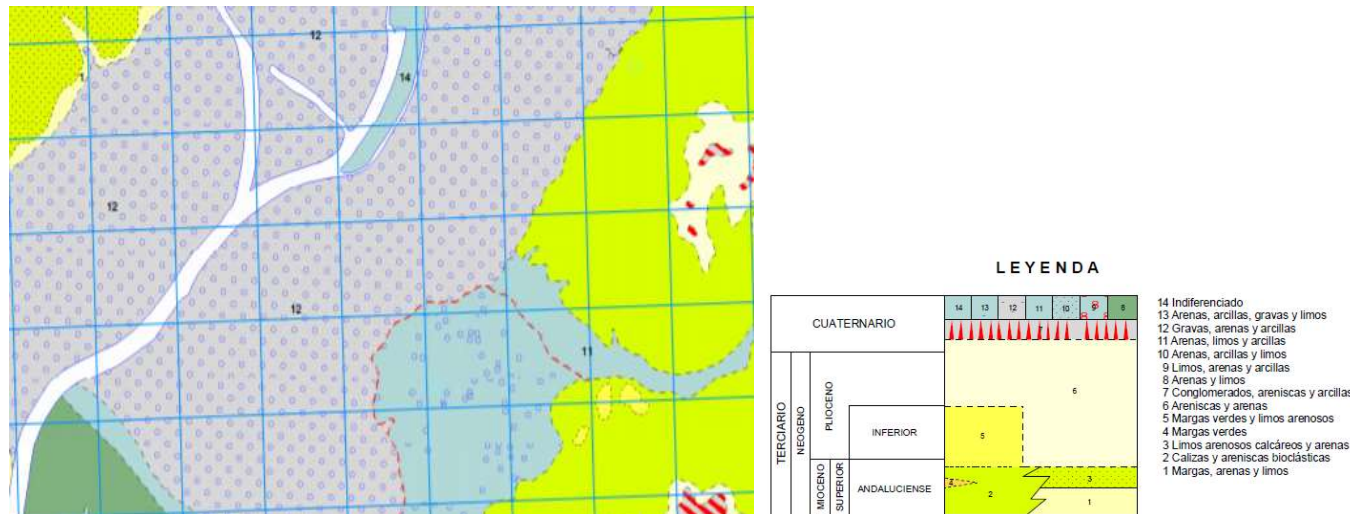 12
14
1
12
12
11
LEYENDA
CUATERNARIO
14 13 12 11 10 9 8
7
TERCIARIO
NEOGENO
PLIOCENO
INFERIOR
MIOCENO
SUPERIOR
ANDALUCIENSE
6
5
3
2
1
14 Indiferenciado
13 Arenas, arcillas, gravas y limos
12 Gravas, arenas y arcillas
11 Arenas, limos y arcillas
10 Arenas, arcillas y limos
9 Limos, arenas y arcillas
8 Arenas y limos
7 Conglomerados, areniscas y arcillas
6 Areniscas y arenas
5 Margas verdes y limos arenosos
4 Margas verdes
3 Limos arenosos calcáreos y arenas
2 Calizas y areniscas bioclásticas
1 Margas, arenas y limos